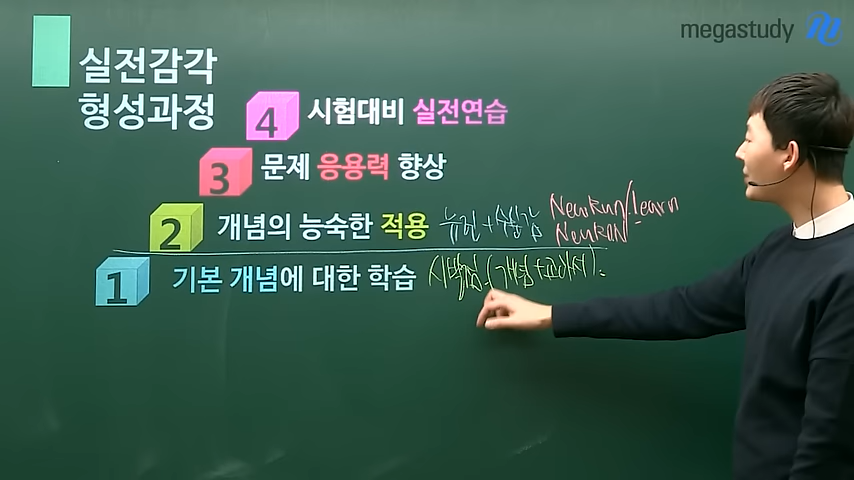 megastudy
실전감각
형성과정
4 시험대비 실전연습
3 문제 응용력 향상
2 개념의 능숙한 적용 뉴런 + 수분감 NewRun/learn
NeuRoN
1 기본 개념에 대한 학습 시발점 (개념 + 교과서)